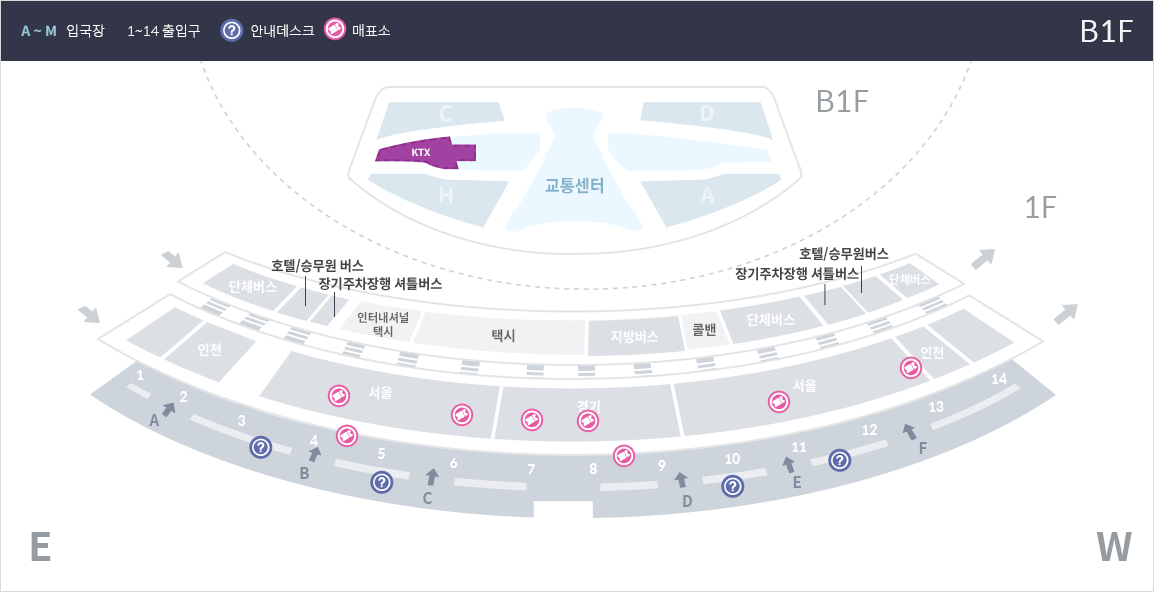 A ~ M 입국장 1~14 출입구 안내데스크 매표소 B1F
B1F
C D
KTX
교통센터
H A
1F
호텔/승무원 버스
장기주차장행 셔틀버스
호텔/승무원버스
장기주차장행 셔틀버스
단체버스
인터내셔널
택시
택시
지방버스
콜밴
단체버스
단체버스
인천
서울
경기
서울
인천
1 2 3 4 5 6 7 8 9 10 11 12 13 14
A B C D E F
E W